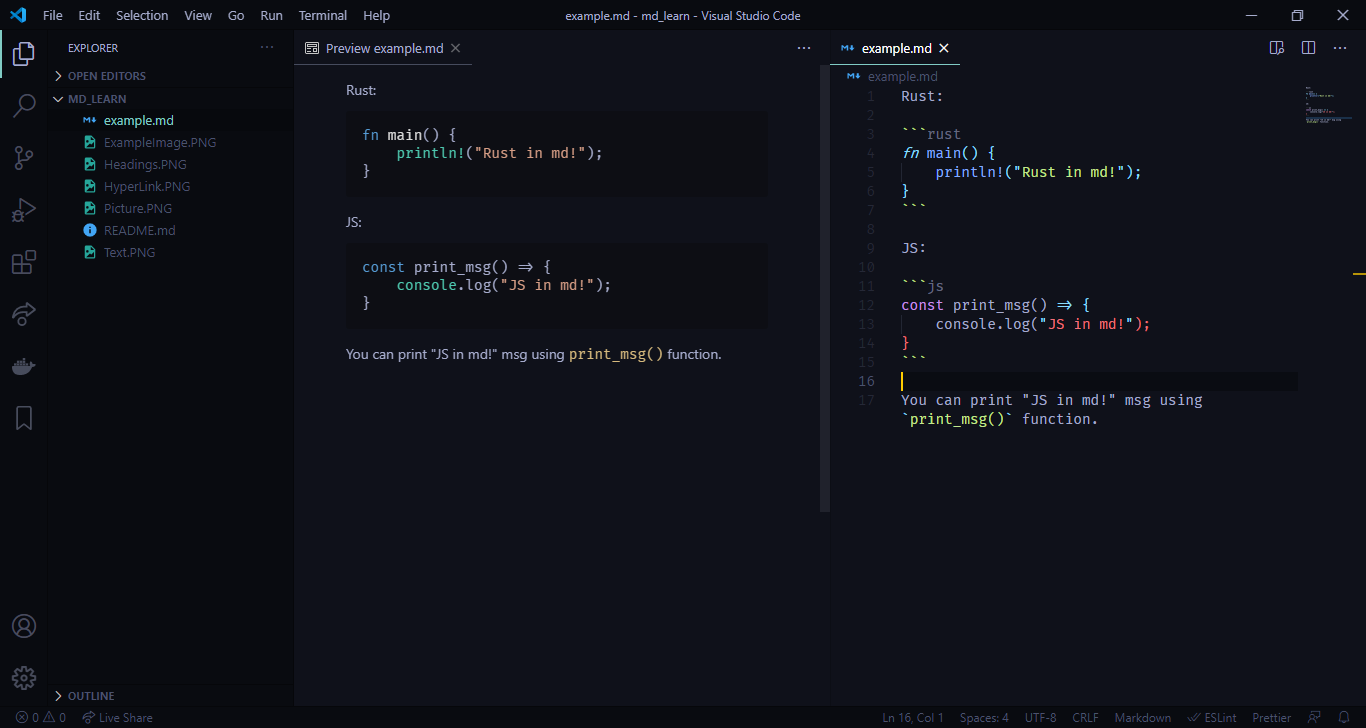 File Edit Selection View Go Run Terminal Help
example.md - md_learn - Visual Studio Code
EXPLORER
OPEN EDITORS
MD_LEARN
example.md
ExampleImage.PNG
Headings.PNG
HyperLink.PNG
Picture.PNG
README.md
Text.PNG
OUTLINE
Preview example.md
Rust:
fn main() {
    println!("Rust in md!");
}
JS:
const print_msg() => {
    console.log("JS in md!");
}
You can print "JS in md!" msg using print_msg() function.
example.md
example.md
1 Rust:
2
3 ```rust
4 fn main() {
5     println!("Rust in md!");
6 }
7 ```
8
9 JS:
10
11 ```js
12 const print_msg() => {
13     console.log("JS in md!");
14 }
15 ```
16
17 You can print "JS in md!" msg using
`print_msg()` function.
0 0 Live Share
Ln 16, Col 1 Spaces: 4 UTF-8 CRLF Markdown ESLint Prettier